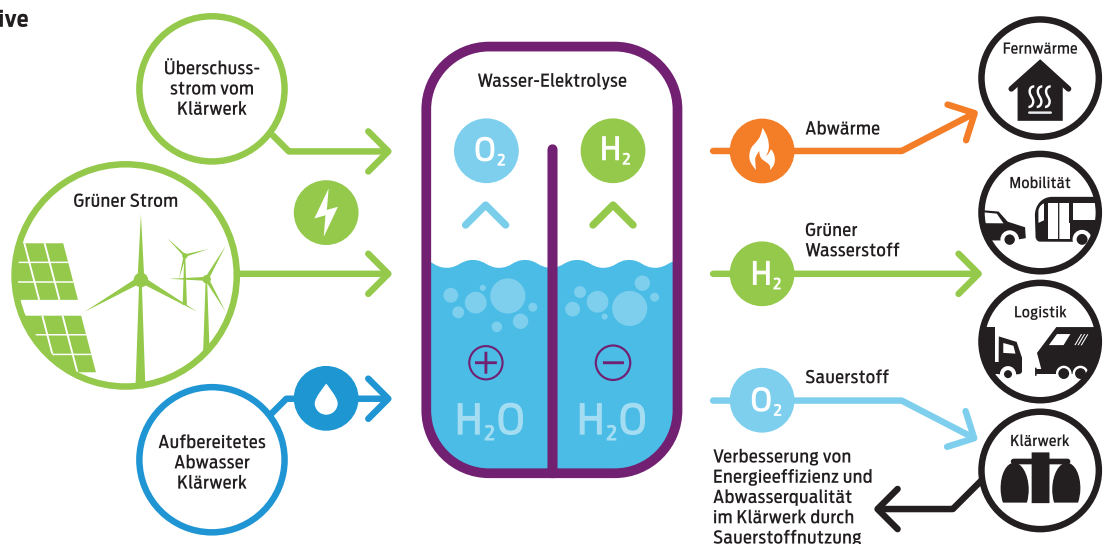 ive
Überschuss-
strom vom
Klärwerk
Grüner Strom
Aufbereitetes
Abwasser
Klärwerk
Wasser-Elektrolyse
O2
H2
+
−
H2O
H2O
Abwärme
Grüner
Wasserstoff
H2
Sauerstoff
O2
Verbesserung von
Energieeffizienz und
Abwasserqualität
im Klärwerk durch
Sauerstoffnutzung
Fernwärme
Mobilität
Logistik
Klärwerk